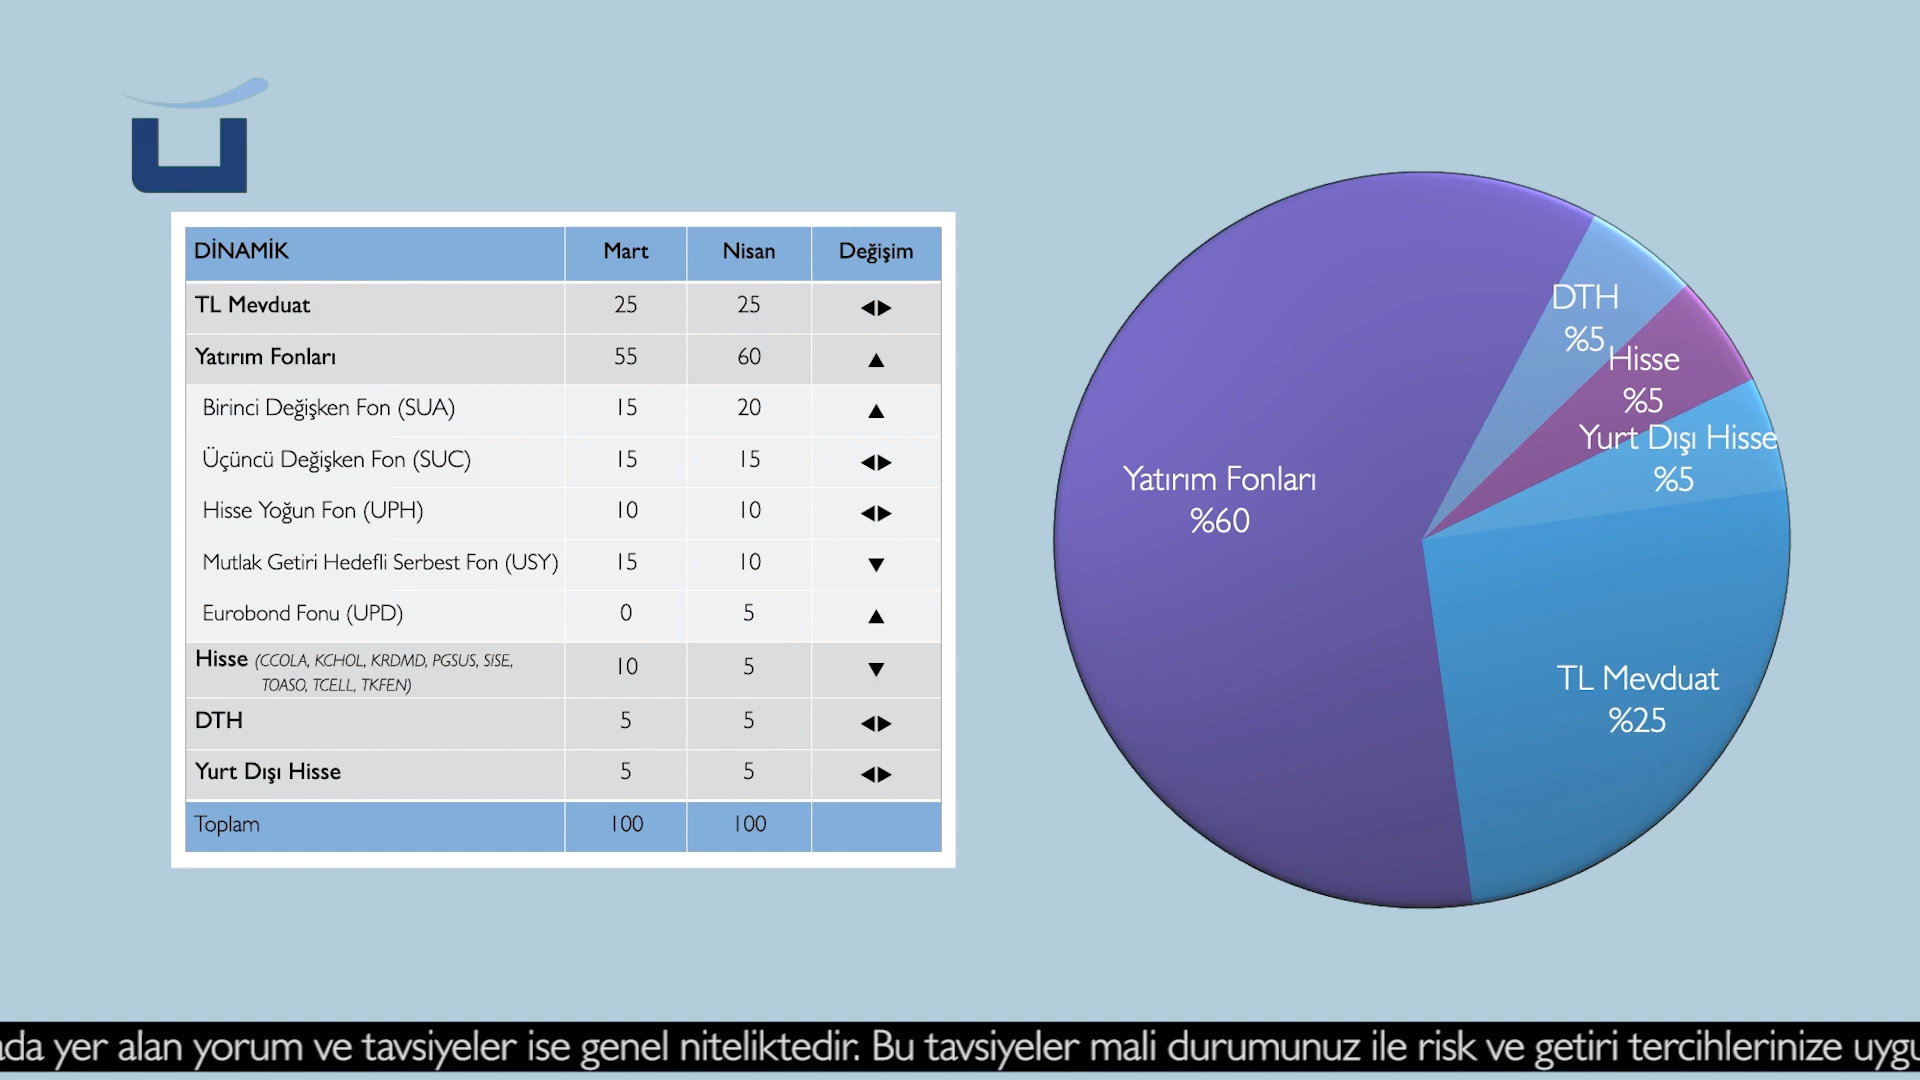 DİNAMİK Mart Nisan Değişim
TL Mevduat 25 25 ◀▶
Yatırım Fonları 55 60 ▲
Birinci Değişken Fon (SUA) 15 20 ▲
Üçüncü Değişken Fon (SUC) 15 15 ◀▶
Hisse Yoğun Fon (UPH) 10 10 ◀▶
Mutlak Getiri Hedefli Serbest Fon (USY) 15 10 ▼
Eurobond Fonu (UPD) 0 5 ▲
Hisse (CCOLA, KCHOL, KRDMD, PGSUS, SISE, 10 5 ▼
TOASO, TCELL, TKFEN)
DTH 5 5 ◀▶
Yurt Dışı Hisse 5 5 ◀▶
Toplam 100 100
DTH
%5
Hisse
%5
Yurt Dışı Hisse
%5
Yatırım Fonları
%60
TL Mevduat
%25
yer alan yorum ve tavsiyeler ise genel niteliktedir. Bu tavsiyeler mali durumunuz ile risk ve getiri tercihlerinize